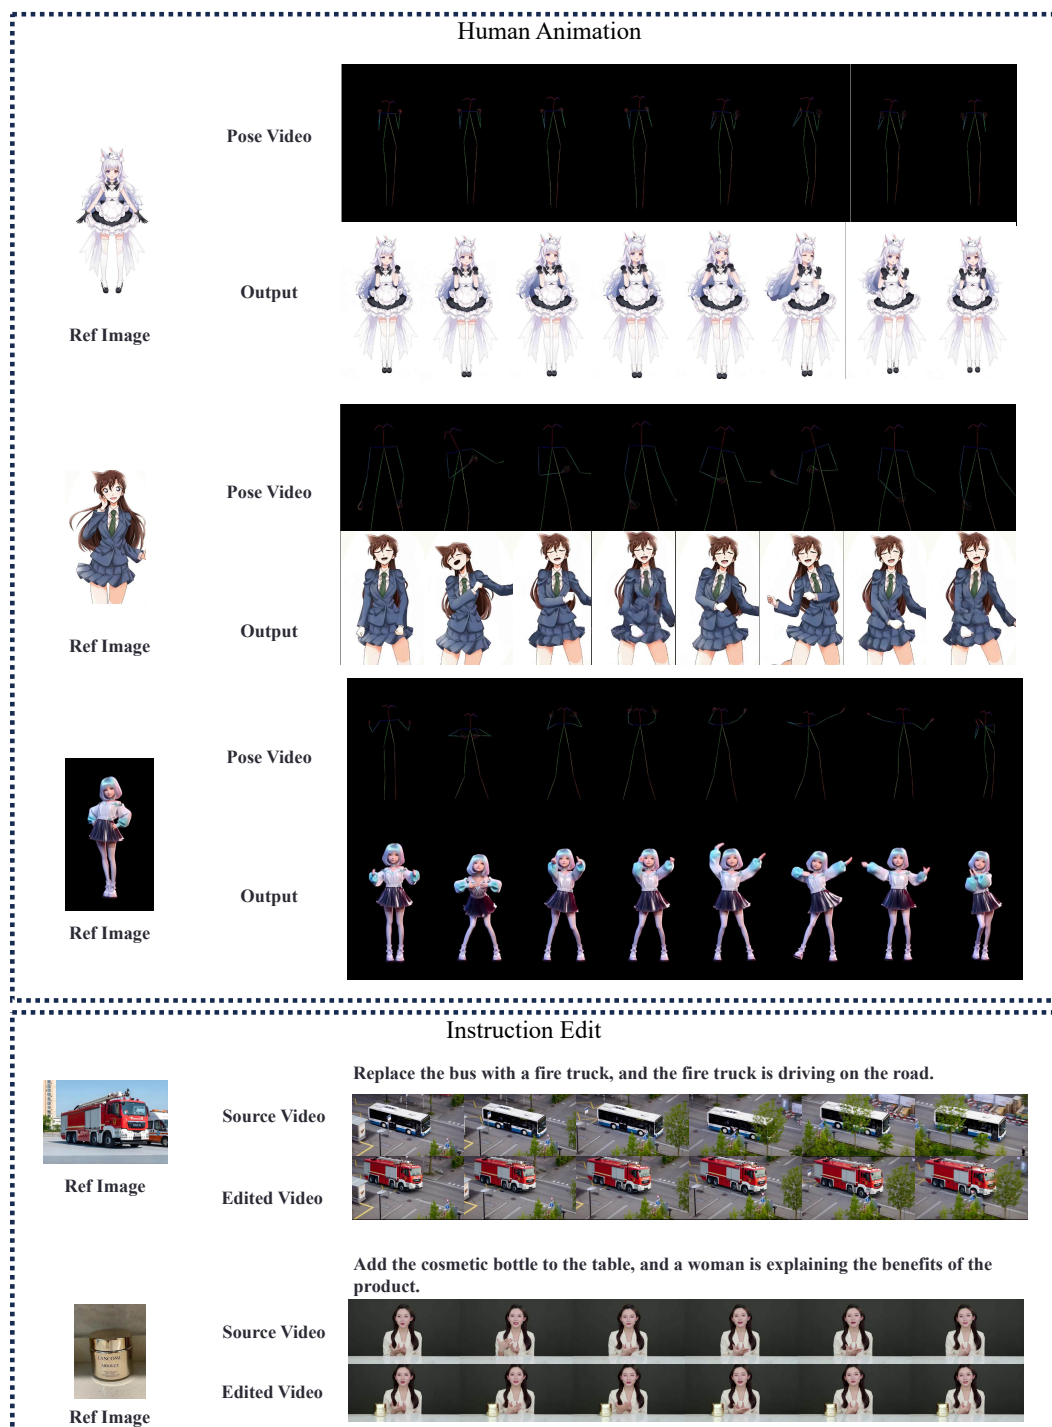 Human Animation
Pose Video
Output
Ref Image
Pose Video
Output
Ref Image
Pose Video
Output
Ref Image
Instruction Edit
Replace the bus with a fire truck, and the fire truck is driving on the road.
Source Video
Ref Image
Edited Video
Add the cosmetic bottle to the table, and a woman is explaining the benefits of the
product.
Source Video
LANCOME
ABSOLUE
Edited Video
Ref Image